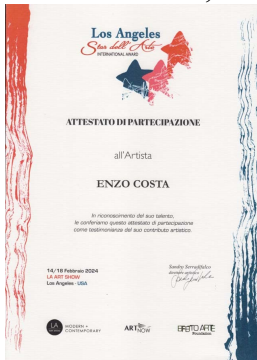 Los Angeles
Star dell'Arte
INTERNATIONAL AWARD
ATTESTATO DI PARTECIPAZIONE
all'Artista
ENZO COSTA
In riconoscimento del suo talento,
le conferiamo questo attestato di partecipazione
come testimonianza del suo contributo artistico.
14/18 Febbraio 2024
LA ART SHOW
Los Angeles - USA
Sandro Serradifalco
LA
MODERN +
CONTEMPORARY
ART NOW
EFFETTO ARTE